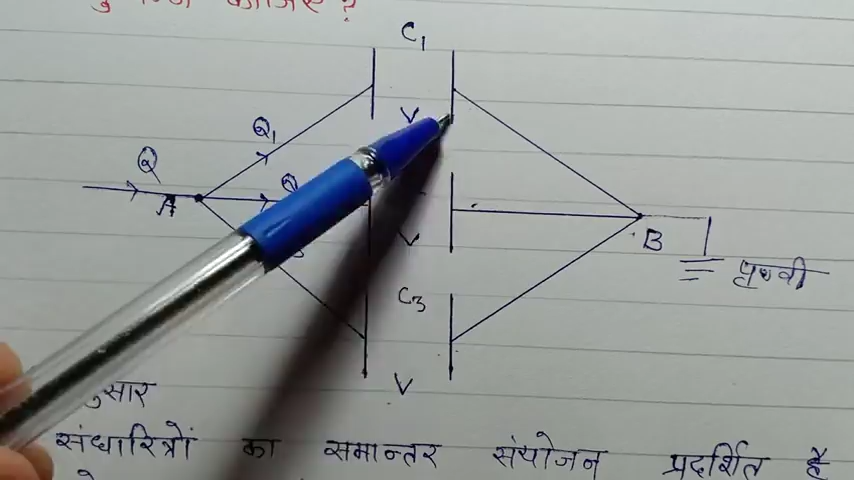 कीजिए ?
C₁
Q₁
V
Q
A
Q
V
B
पृथ्वी
C₃
V
नुसार
संधारित्रों का समान्तर संयोजन प्रदर्शित है